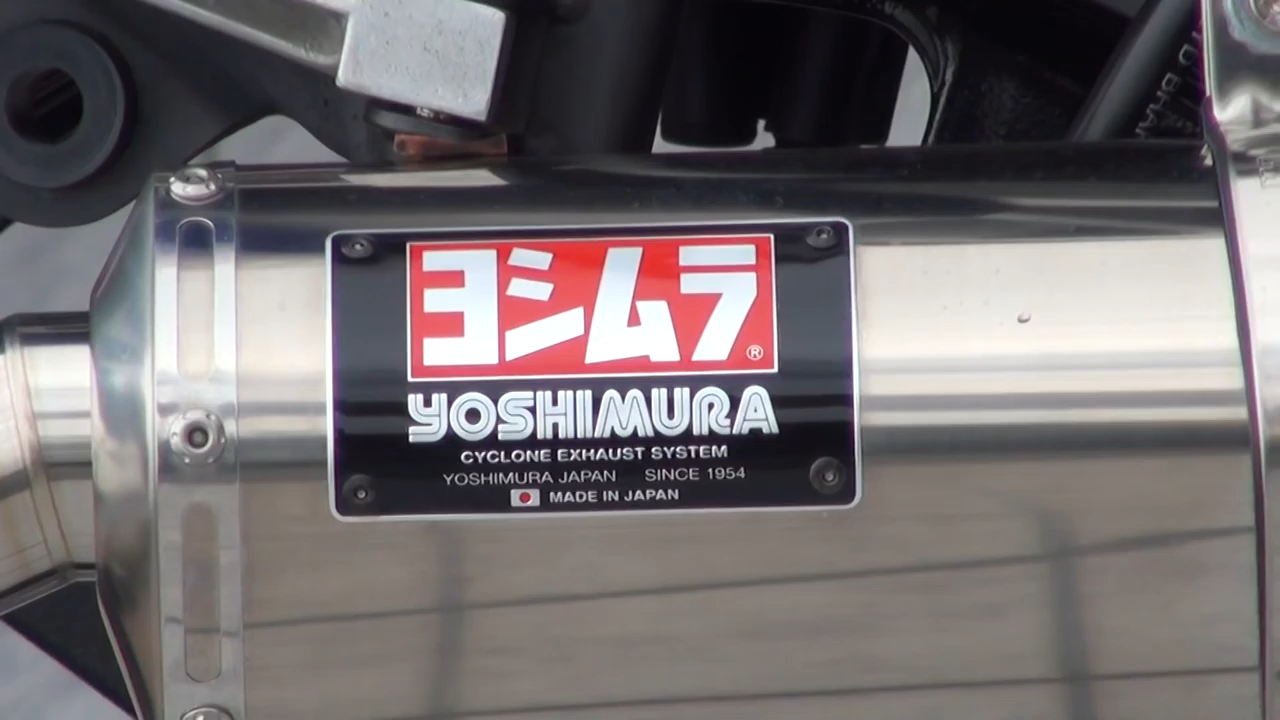 ヨシムラ®
YOSHIMURA
CYCLONE EXHAUST SYSTEM
YOSHIMURA JAPAN SINCE 1954
MADE IN JAPAN